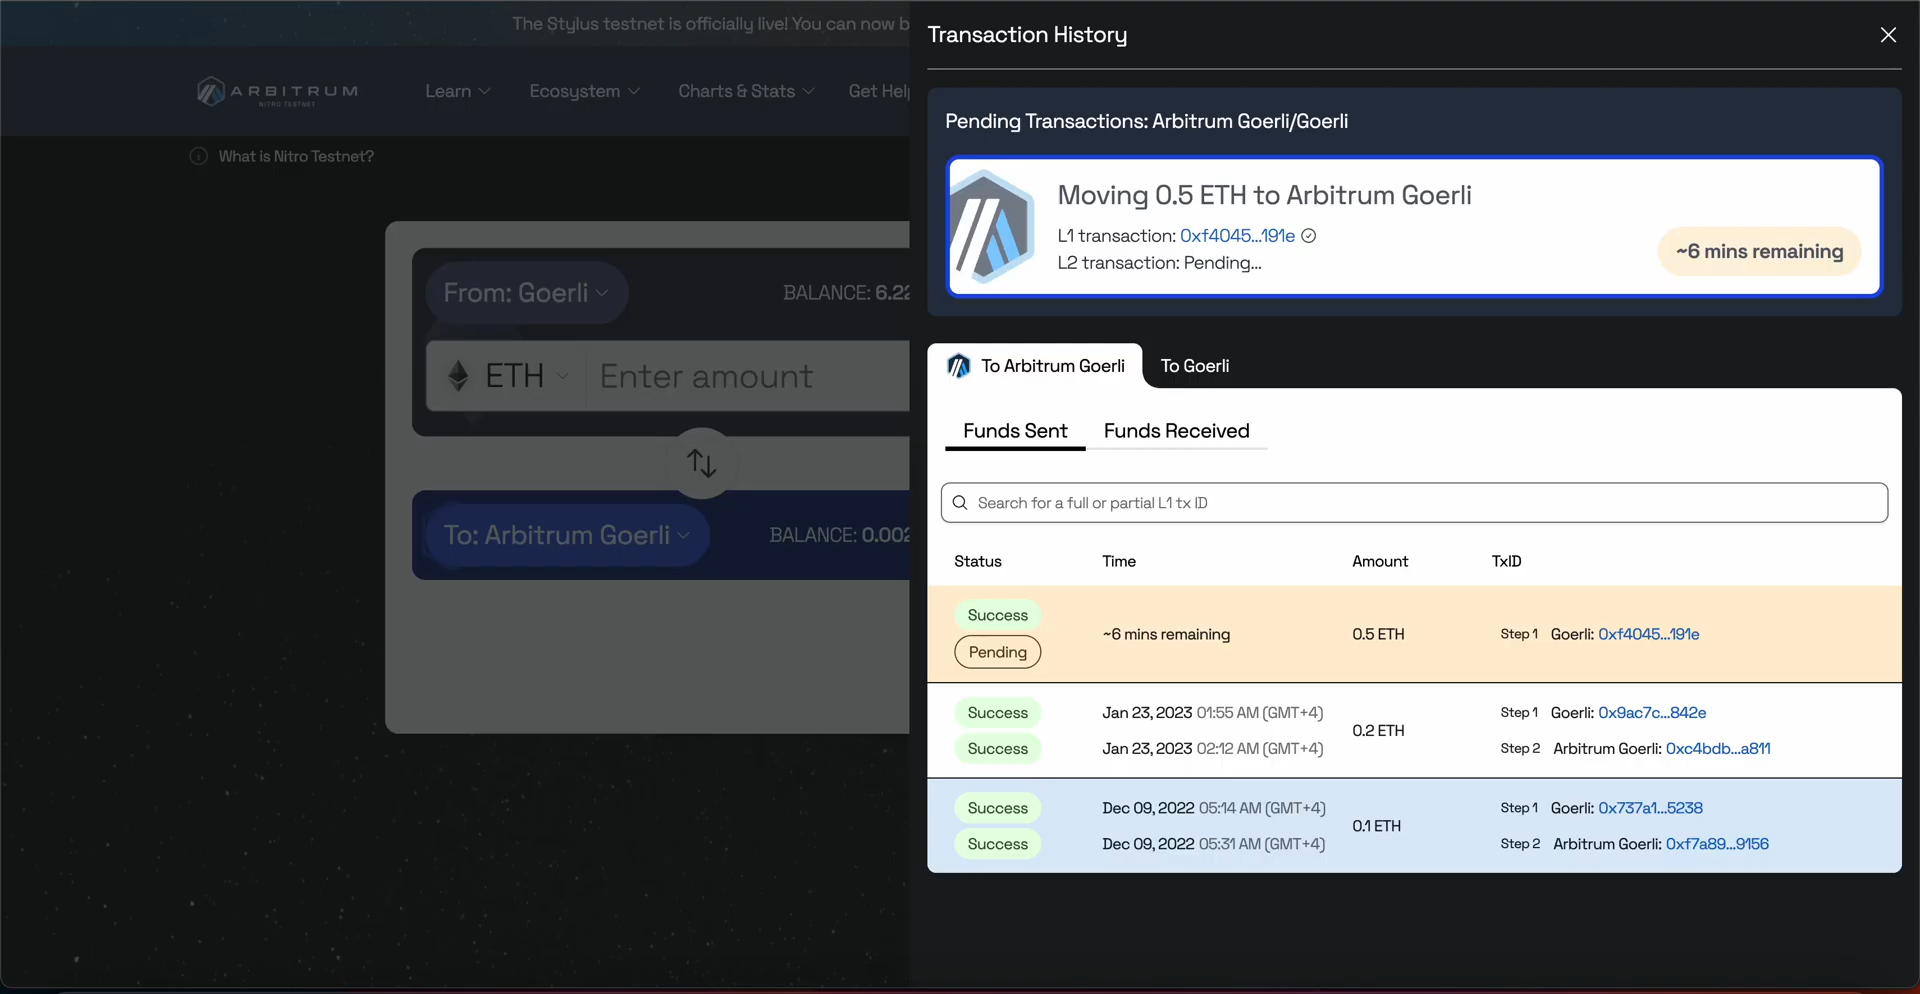 The Stylus testnet is officially live! You can now b
ARBITRUM
NITRO TESTNET
Learn
Ecosystem
Charts & Stats
Get Help
What is Nitro Testnet?
From: Goerli
BALANCE: 6.22
ETH
Enter amount
To: Arbitrum Goerli
BALANCE: 0.002
Transaction History
Pending Transactions: Arbitrum Goerli/Goerli
Moving 0.5 ETH to Arbitrum Goerli
L1 transaction: 0xf4045...191e
L2 transaction: Pending...
~6 mins remaining
To Arbitrum Goerli
To Goerli
Funds Sent
Funds Received
Search for a full or partial L1 tx ID
Status Time Amount TxID
Success
Pending
~6 mins remaining
0.5 ETH
Step 1 Goerli: 0xf4045...191e
Success Jan 23, 2023 01:55 AM (GMT+4)
Success Jan 23, 2023 02:12 AM (GMT+4)
0.2 ETH
Step 1 Goerli: 0x9ac7c...842e
Step 2 Arbitrum Goerli: 0xc4bdb...a811
Success Dec 09, 2022 05:14 AM (GMT+4)
Success Dec 09, 2022 05:31 AM (GMT+4)
0.1 ETH
Step 1 Goerli: 0x737a1...5238
Step 2 Arbitrum Goerli: 0xf7a89...9156